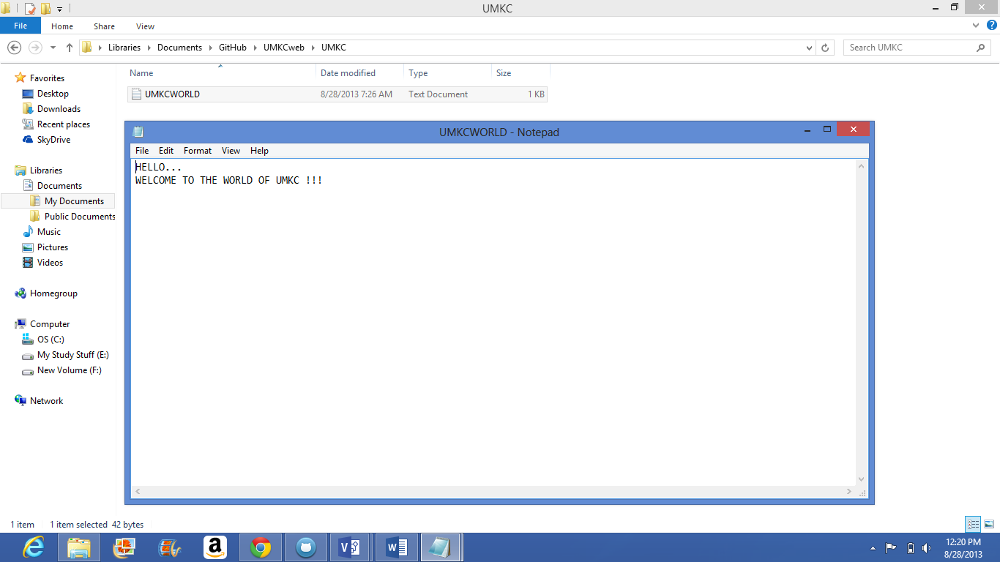 UMKC
File Home Share View
Libraries Documents GitHub UMKCweb UMKC
Search UMKC
Name Date modified Type Size
UMKCWORLD 8/28/2013 7:26 AM Text Document 1 KB
Favorites
Desktop
Downloads
Recent places
SkyDrive
Libraries
Documents
My Documents
Public Documents
Music
Pictures
Videos
Homegroup
Computer
OS (C:)
My Study Stuff (E:)
New Volume (F:)
Network
UMKCWORLD - Notepad
File Edit Format View Help
HELLO...
WELCOME TO THE WORLD OF UMKC !!!
1 item 1 item selected 42 bytes
12:20 PM
8/28/2013